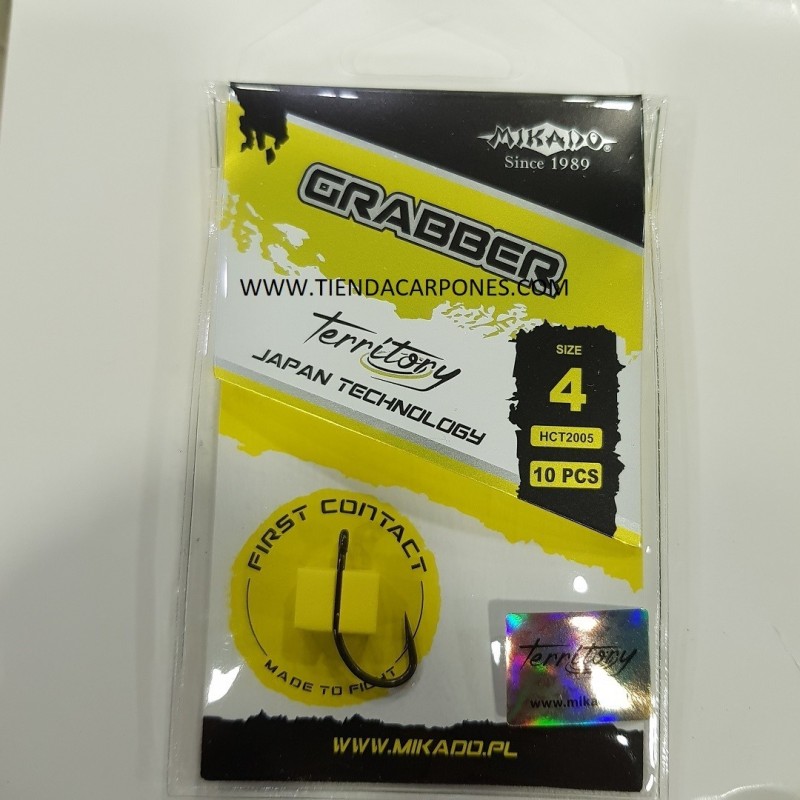 MIKADO®
Since 1989
GRABBER
WWW.TIENDACARPONES.COM
Territory
JAPAN TECHNOLOGY
SIZE
4
HCT2005
10 PCS
FIRST CONTACT
MADE TO FIGHT
Territory
www.mika
WWW.MIKADO.PL